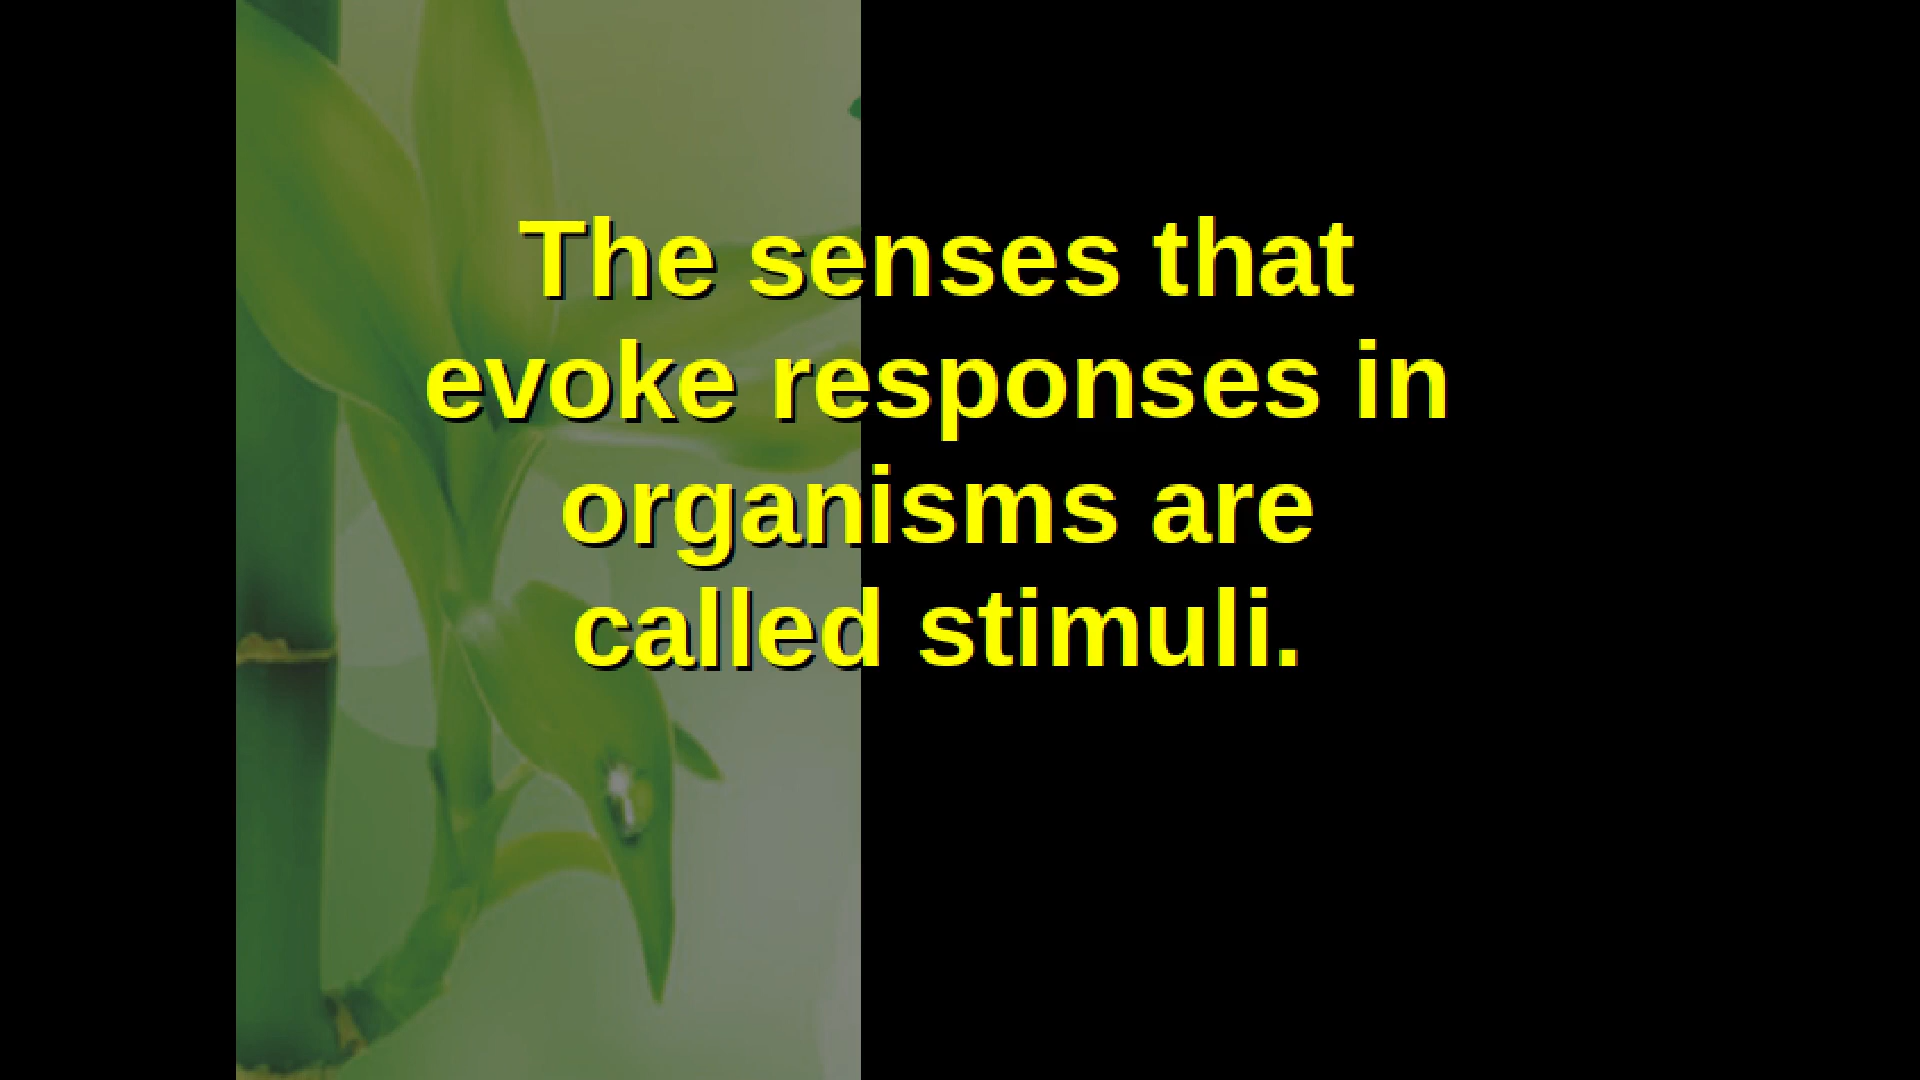 The senses that
evoke responses in
organisms are
called stimuli.